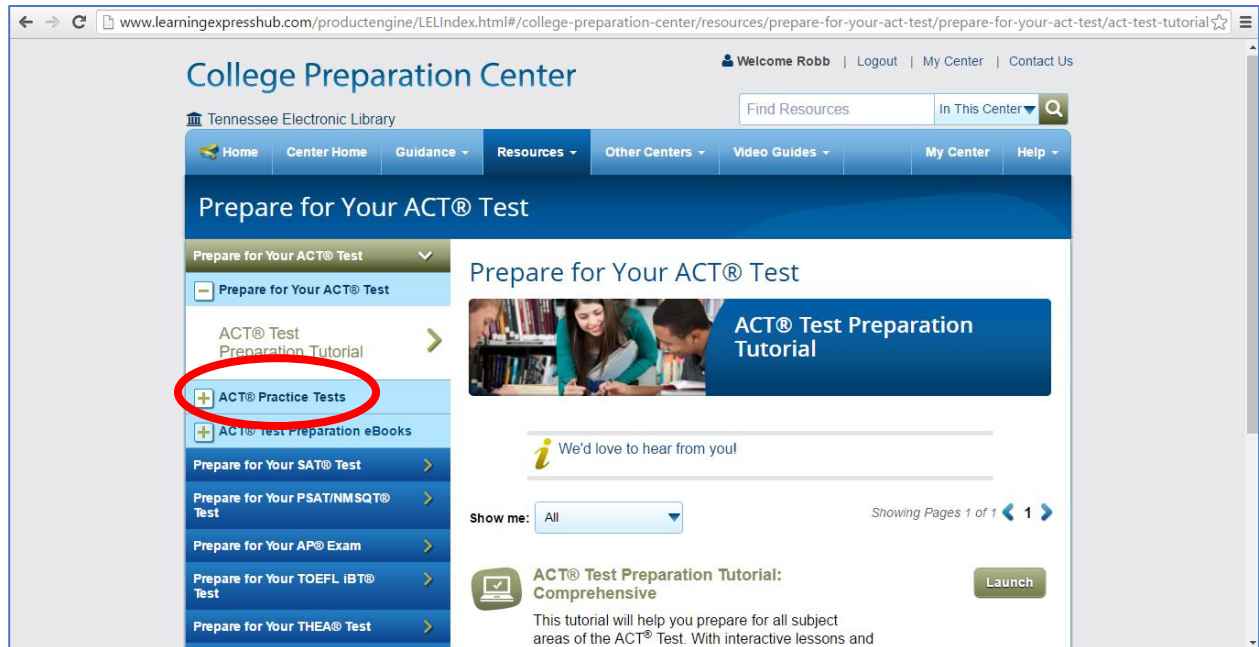 www.learningexpresshub.com/productengine/LELIndex.html#/college-preparation-center/resources/prepare-for-your-act-test/prepare-for-your-act-test/act-test-tutorial
College Preparation Center
Welcome Robb | Logout | My Center | Contact Us
Tennessee Electronic Library
Find Resources
In This Center
Home
Center Home
Guidance
Resources
Other Centers
Video Guides
My Center
Help
Prepare for Your ACT® Test
Prepare for Your ACT® Test
Prepare for Your ACT® Test
ACT® Test
Preparation Tutorial
ACT® Practice Tests
ACT® Test Preparation eBooks
Prepare for Your SAT® Test
Prepare for Your PSAT/NMSQT®
Test
Prepare for Your AP® Exam
Prepare for Your TOEFL iBT®
Test
Prepare for Your THEA® Test
Prepare for Your ACT® Test
ACT® Test Preparation
Tutorial
i We'd love to hear from you!
Show me: All
Showing Pages 1 of 1 1
ACT® Test Preparation Tutorial:
Comprehensive
Launch
This tutorial will help you prepare for all subject
areas of the ACT® Test. With interactive lessons and